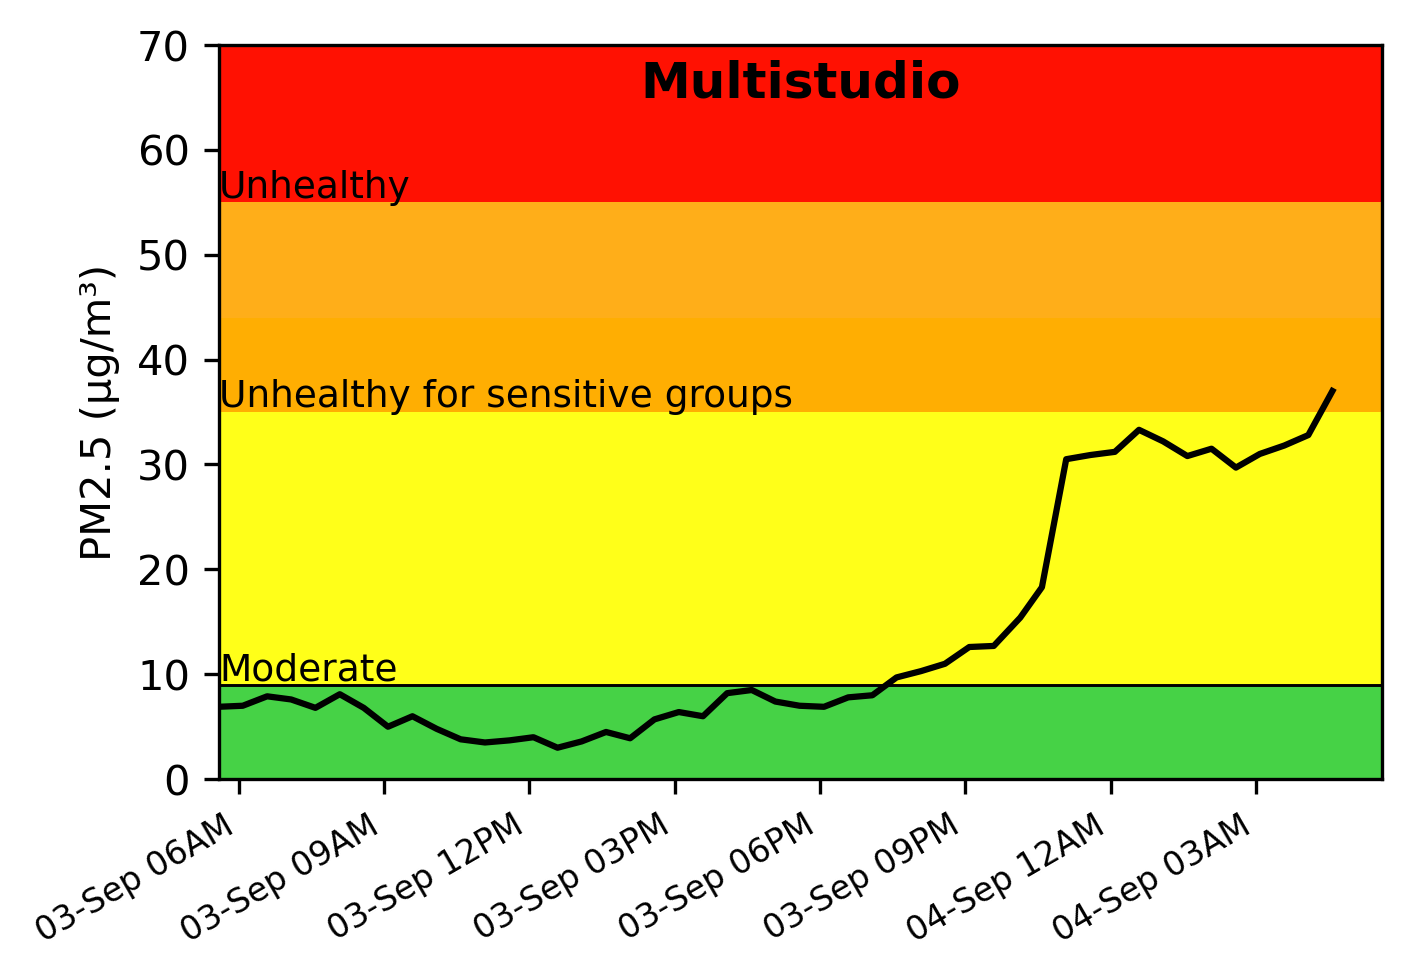 Multistudio
70
60
50
40
30
20
10
0
PM2.5 (µg/m³)
Unhealthy
Unhealthy for sensitive groups
Moderate
03-Sep 06AM
03-Sep 09AM
03-Sep 12PM
03-Sep 03PM
03-Sep 06PM
03-Sep 09PM
04-Sep 12AM
04-Sep 03AM